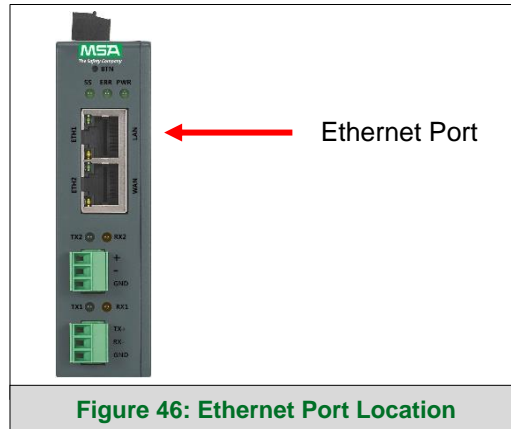 MSA
The Safety Company
BTN
SS ERR PWR
ETH1
LAN
Ethernet Port
ETH2
WAN
TX2 RX2
+
-
GND
TX1 RX1
TX+
RX-
GND
Figure 46: Ethernet Port Location